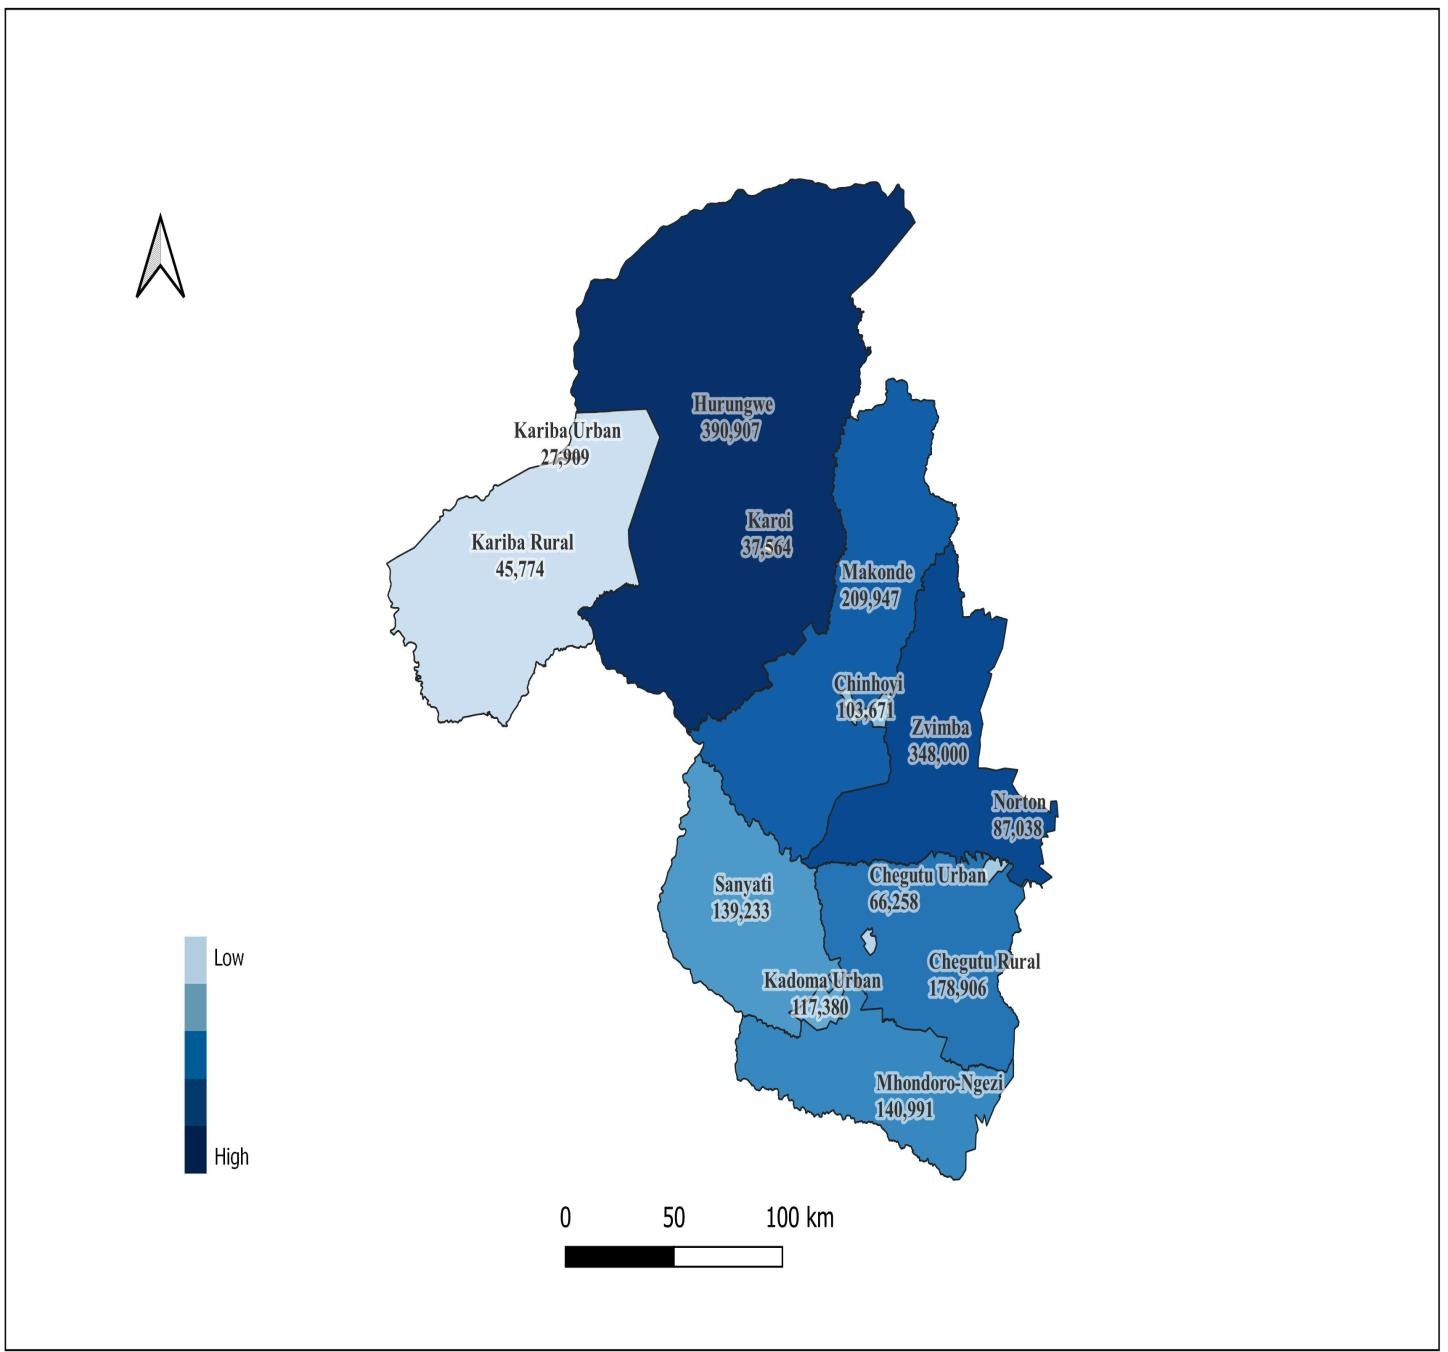 Hurungwe
390,907
Kariba Urban
27,909
Karoi
37,564
Kariba Rural
45,774
Makonde
209,947
Chinhoyi
103,671
Zvimba
348,000
Norton
87,038
Chegutu Urban
66,258
Sanyati
139,233
Chegutu Rural
178,906
Kadoma Urban
117,380
Mhondoro-Ngezi
140,991
Low
High
0 50 100 km